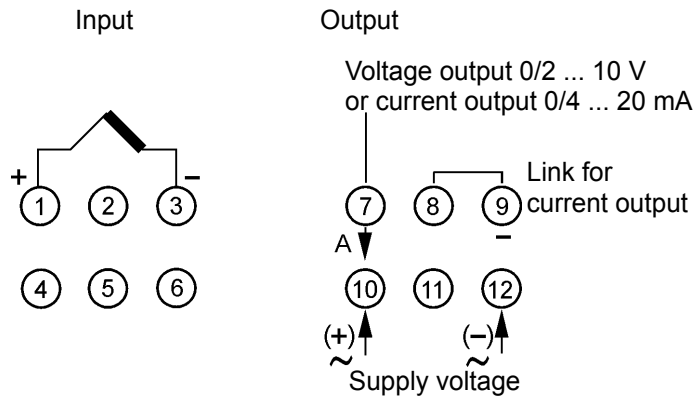 Input
Output
Voltage output 0/2 ... 10 V
or current output 0/4 ... 20 mA
+ −
Link for
current output
1 2 3
7 8 9
A
−
4 5 6
10 11 12
(+) (−)
~ ~
Supply voltage